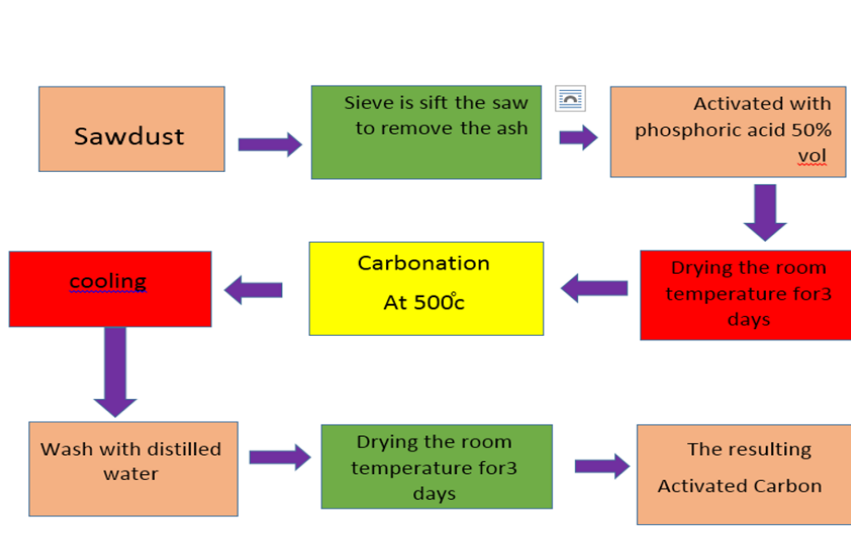 Sawdust
Sieve is sift the saw
to remove the ash
Activated with
phosphoric acid 50%
vol
Drying the room
temperature for3
days
Carbonation
At 500°c
cooling
Wash with distilled
water
Drying the room
temperature for3
days
The resulting
Activated Carbon